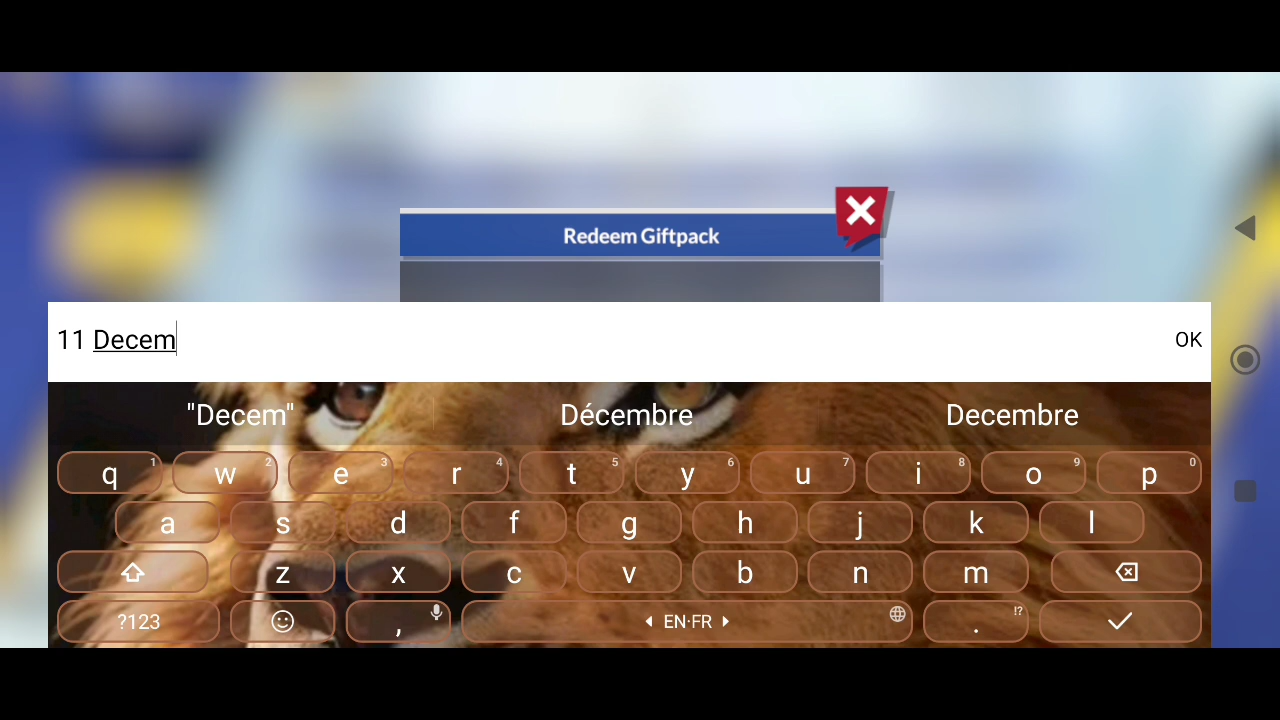 Redeem Giftpack
11 Decem
OK
"Decem" Décembre Decembre
q 1 w 2 e 3 r 4 t 5 y 6 u 7 i 8 o 9 p 0
a s d f g h j k l
z x c v b n m
?123 , EN·FR . !?